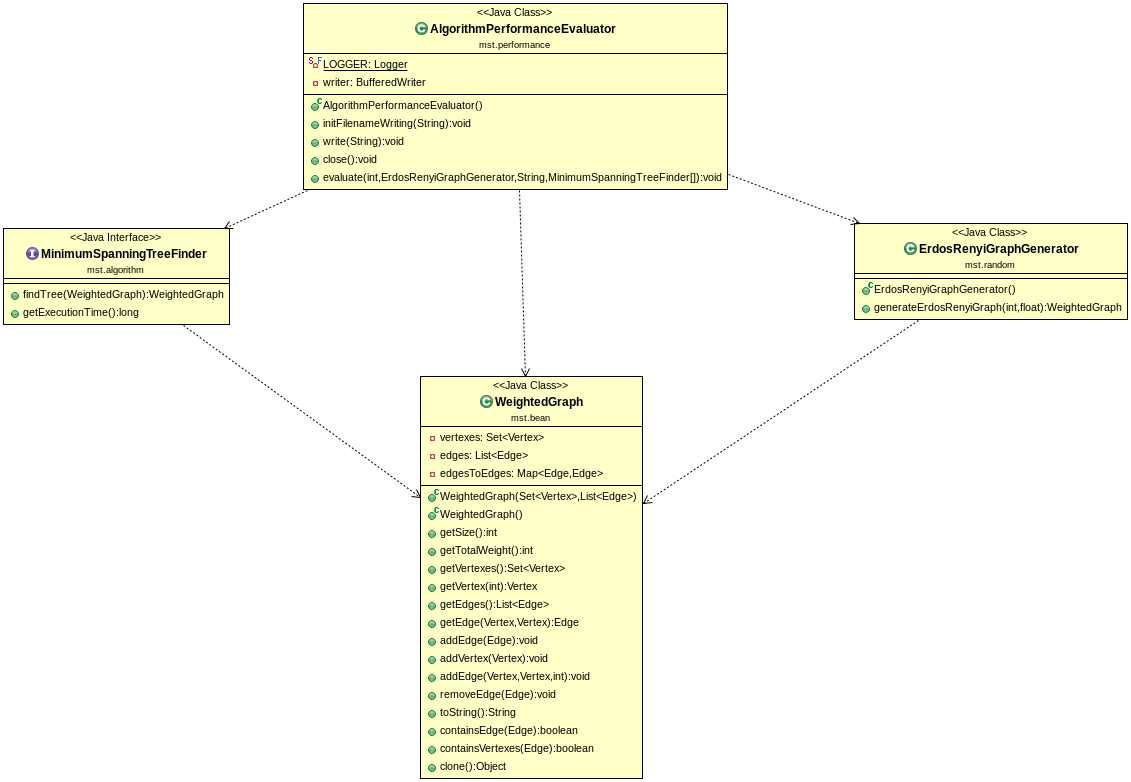 <<Java Class>>
AlgorithmPerformanceEvaluator
mst.performance
LOGGER: Logger
writer: BufferedWriter
AlgorithmPerformanceEvaluator()
initFilenameWriting(String):void
write(String):void
close():void
evaluate(int,ErdosRenyiGraphGenerator,String,MinimumSpanningTreeFinder[]):void
<<Java Interface>>
MinimumSpanningTreeFinder
mst.algorithm
findTree(WeightedGraph):WeightedGraph
getExecutionTime():long
<<Java Class>>
ErdosRenyiGraphGenerator
mst.random
ErdosRenyiGraphGenerator()
generateErdosRenyiGraph(int,float):WeightedGraph
<<Java Class>>
WeightedGraph
mst.bean
vertexes: Set<Vertex>
edges: List<Edge>
edgesToEdges: Map<Edge,Edge>
WeightedGraph(Set<Vertex>,List<Edge>)
WeightedGraph()
getSize():int
getTotalWeight():int
getVertexes():Set<Vertex>
getVertex(int):Vertex
getEdges():List<Edge>
getEdge(Vertex,Vertex):Edge
addEdge(Edge):void
addVertex(Vertex):void
addEdge(Vertex,Vertex,int):void
removeEdge(Edge):void
toString():String
containsEdge(Edge):boolean
containsVertexes(Edge):boolean
clone():Object